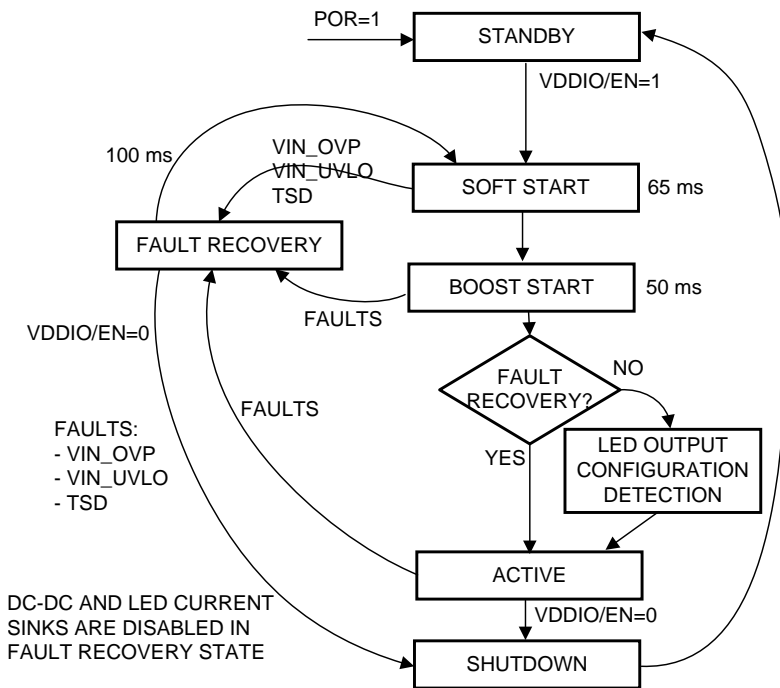 POR=1
STANDBY
VDDIO/EN=1
100 ms
VIN_OVP
VIN_UVLO
TSD
SOFT START
65 ms
FAULT RECOVERY
BOOST START
50 ms
FAULTS
VDDIO/EN=0
FAULT
RECOVERY?
NO
YES
FAULTS
LED OUTPUT
CONFIGURATION
DETECTION
FAULTS:
- VIN_OVP
- VIN_UVLO
- TSD
ACTIVE
VDDIO/EN=0
DC-DC AND LED CURRENT
SINKS ARE DISABLED IN
FAULT RECOVERY STATE
SHUTDOWN